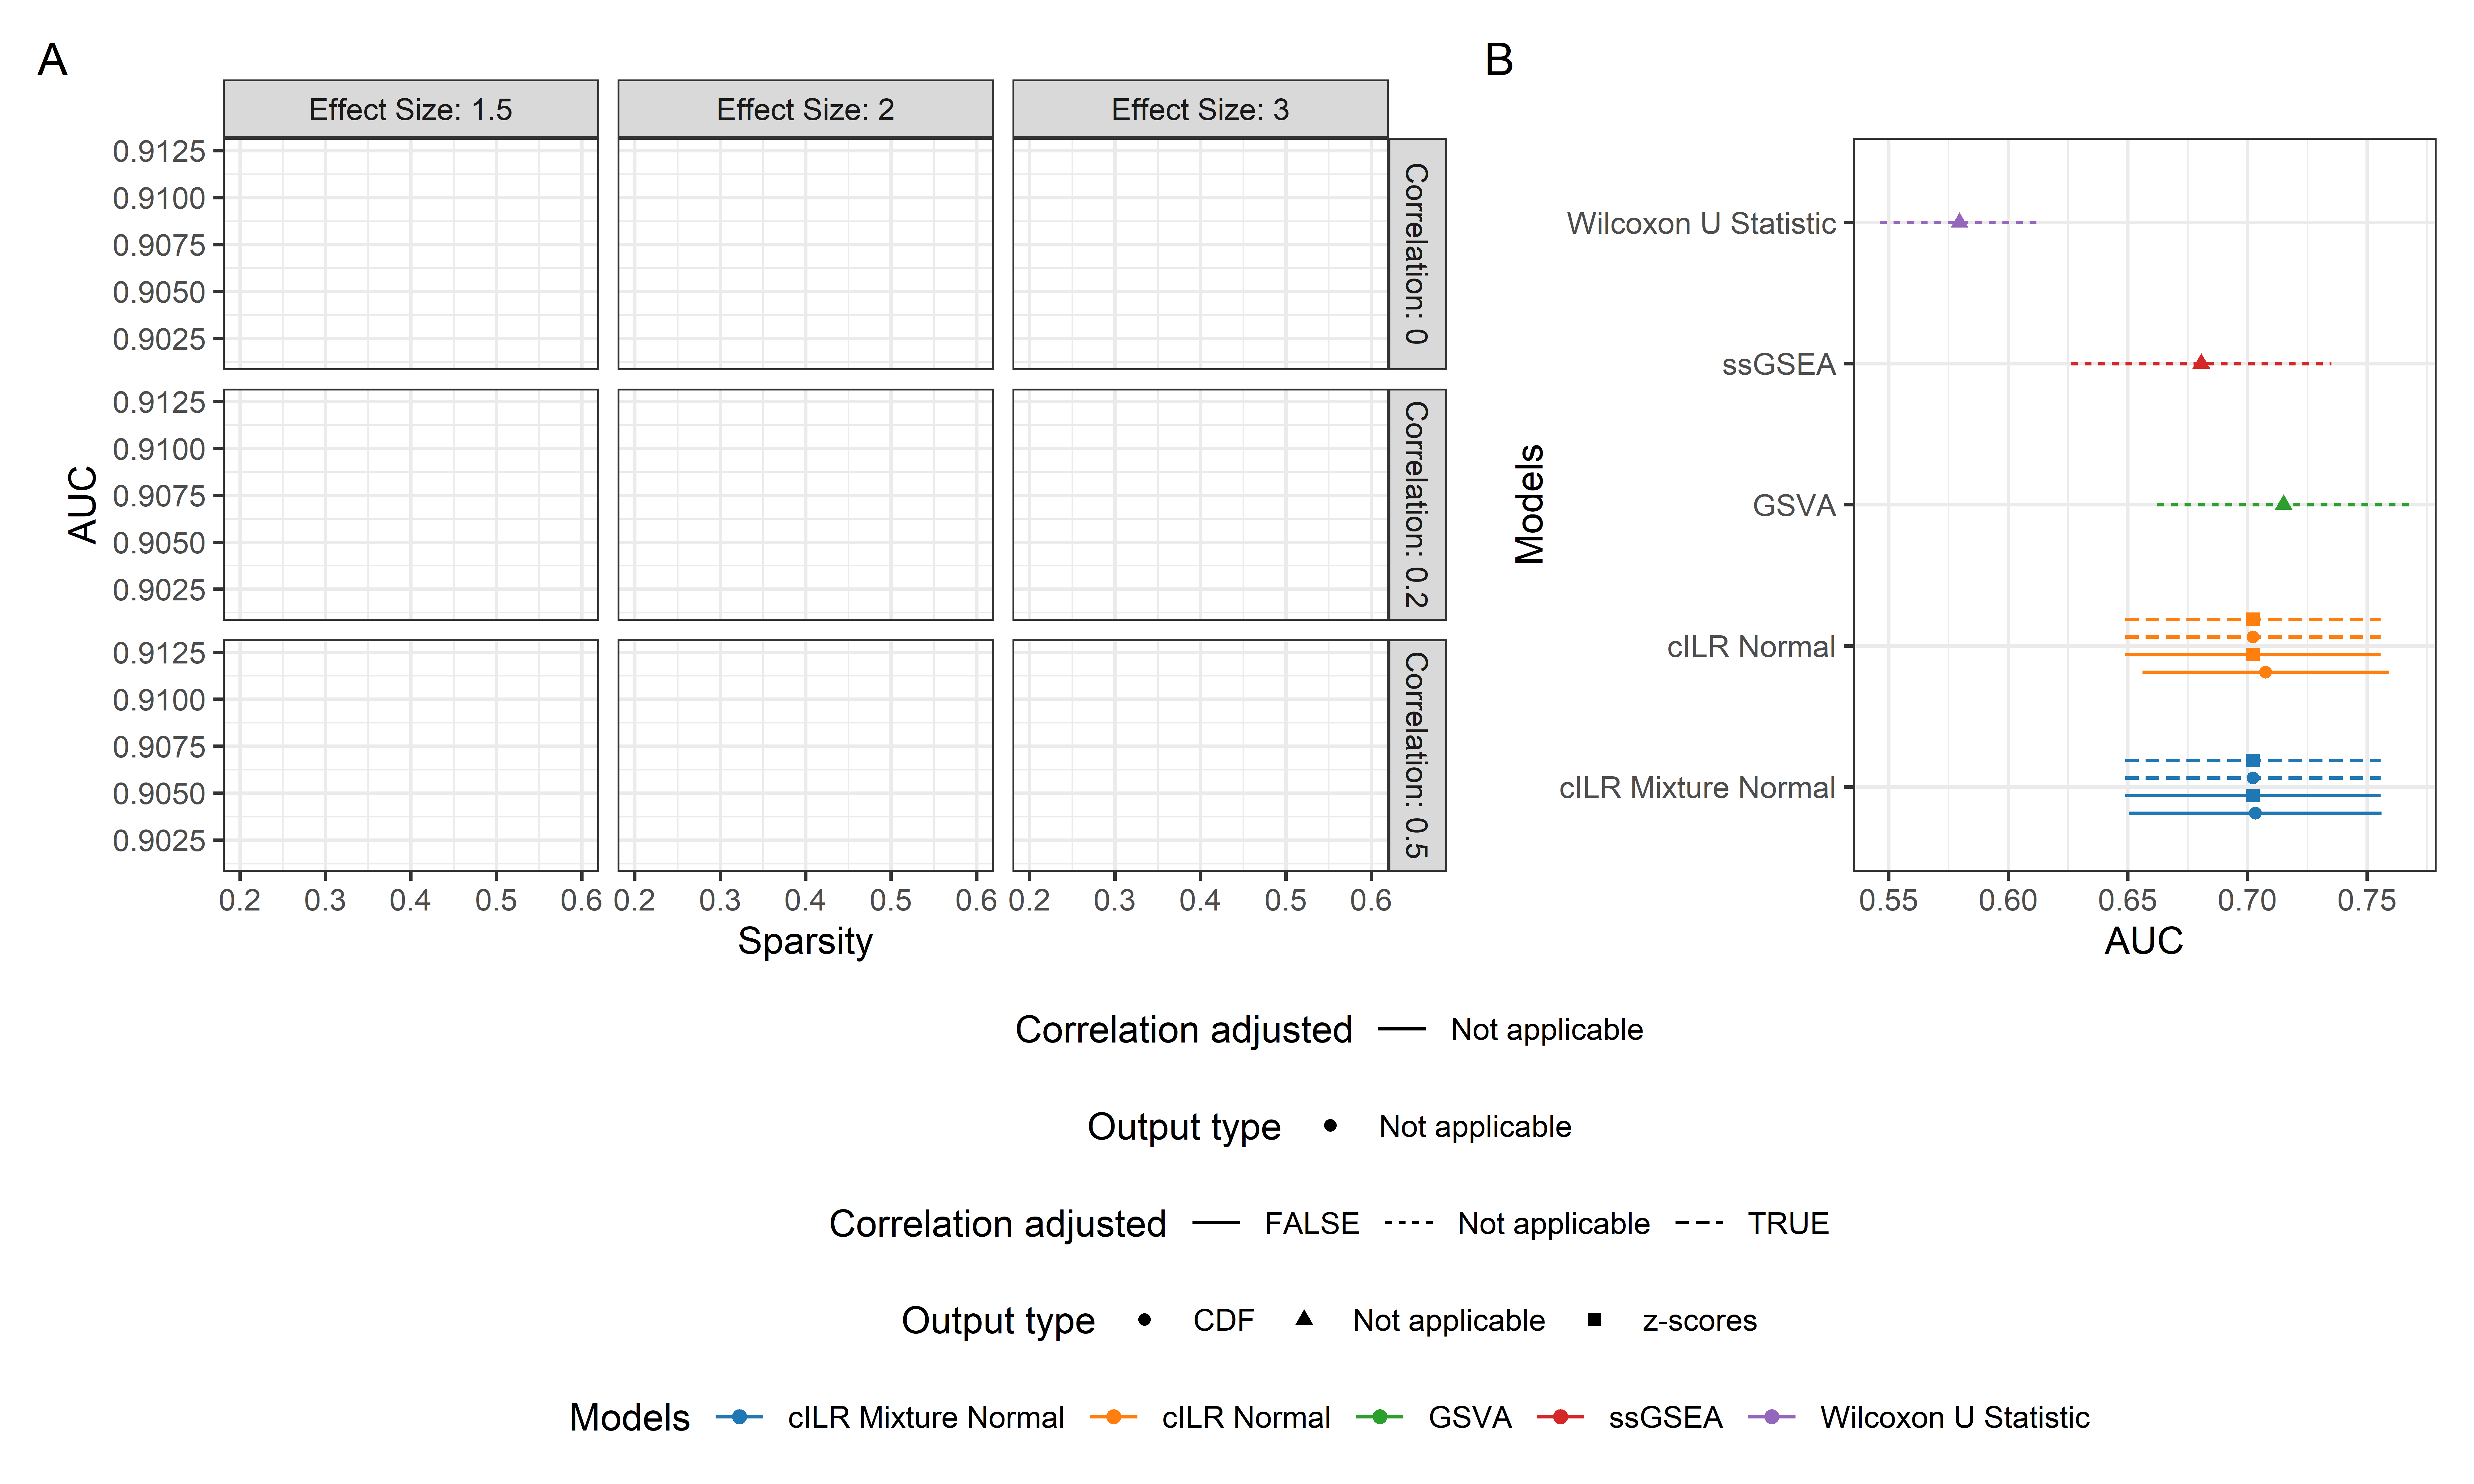 A
B
Effect Size: 1.5
Effect Size: 2
Effect Size: 3
0.9125
0.9100
0.9075
0.9050
0.9025
Correlation: 0
0.9125
0.9100
0.9075
0.9050
0.9025
Correlation: 0.2
0.9125
0.9100
0.9075
0.9050
0.9025
Correlation: 0.5
AUC
0.2 0.3 0.4 0.5 0.6 0.2 0.3 0.4 0.5 0.6 0.2 0.3 0.4 0.5 0.6
Sparsity
Models
Wilcoxon U Statistic
ssGSEA
GSVA
cILR Normal
cILR Mixture Normal
0.55 0.60 0.65 0.70 0.75
AUC
Correlation adjusted Not applicable
Output type Not applicable
Correlation adjusted FALSE Not applicable TRUE
Output type CDF Not applicable z-scores
Models cILR Mixture Normal cILR Normal GSVA ssGSEA Wilcoxon U Statistic